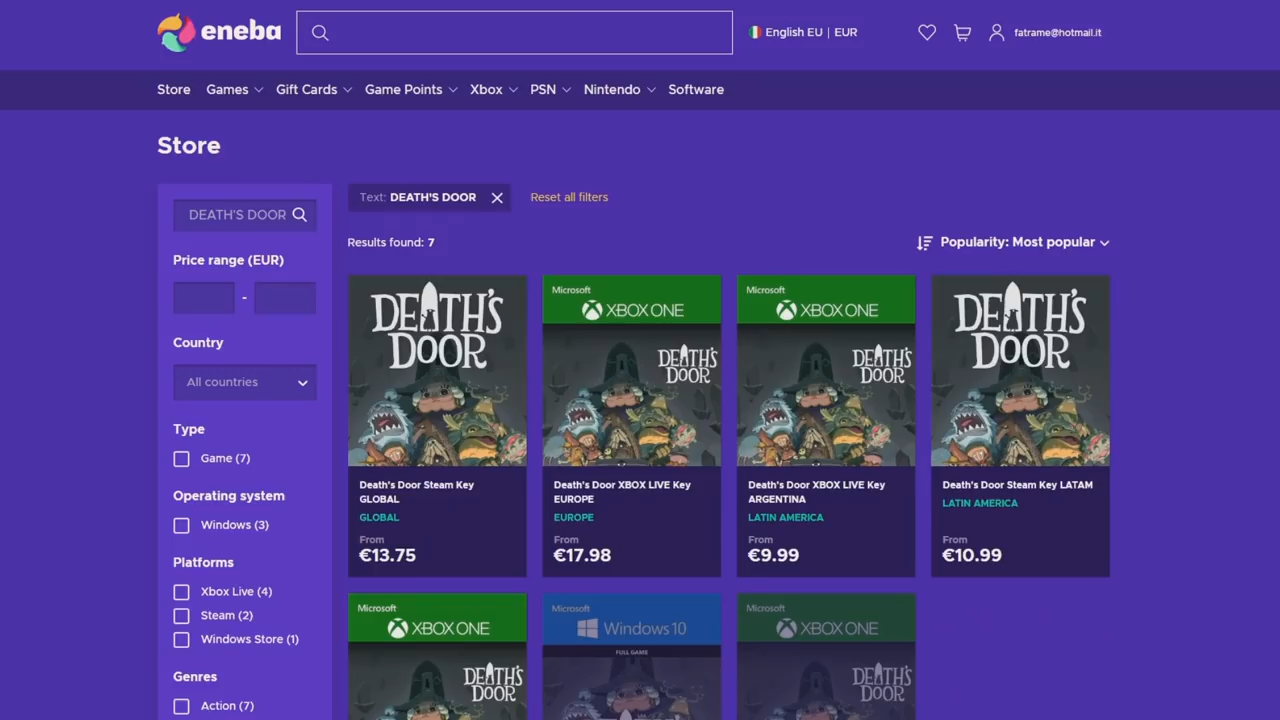 eneba
English EU | EUR
fatrame@hotmail.it
Store
Games
Gift Cards
Game Points
Xbox
PSN
Nintendo
Software
Store
DEATH'S DOOR
Price range (EUR)
-
Country
All countries
Type
Game (7)
Operating system
Windows (3)
Platforms
Xbox Live (4)
Steam (2)
Windows Store (1)
Genres
Action (7)
Text: DEATH'S DOOR
Reset all filters
Results found: 7
Popularity: Most popular
DEATH'S
DOOR
Death's Door Steam Key
GLOBAL
GLOBAL
From
€13.75
Microsoft
XBOX ONE
DEATH'S
DOOR
Death's Door XBOX LIVE Key
EUROPE
EUROPE
From
€17.98
Microsoft
XBOX ONE
DEATH'S
DOOR
Death's Door XBOX LIVE Key
ARGENTINA
LATIN AMERICA
From
€9.99
DEATH'S
DOOR
Death's Door Steam Key LATAM
LATIN AMERICA
From
€10.99
Microsoft
XBOX ONE
DEATH'S
DOOR
Microsoft
Windows 10
FULL GAME
Microsoft
XBOX ONE
DEATH'S
DOOR